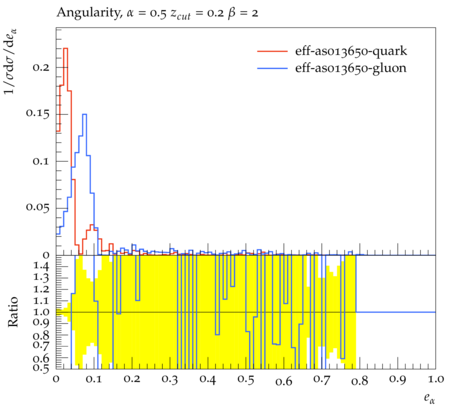 Angularity, α = 0.5 z_cut = 0.2 β = 2
1/σdσ/de_α
eff-as013650-quark
eff-as013650-gluon
0.2
0.15
0.1
0.05
0
Ratio
1.4
1.3
1.2
1.1
1.0
0.9
0.8
0.7
0.6
0.5
0 0.1 0.2 0.3 0.4 0.5 0.6 0.7 0.8 0.9 1.0
e_α